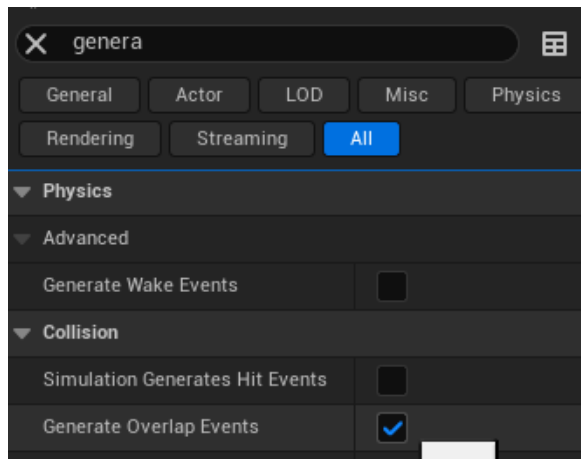 genera
General Actor LOD Misc Physics
Rendering Streaming All
Physics
Advanced
Generate Wake Events
Collision
Simulation Generates Hit Events
Generate Overlap Events